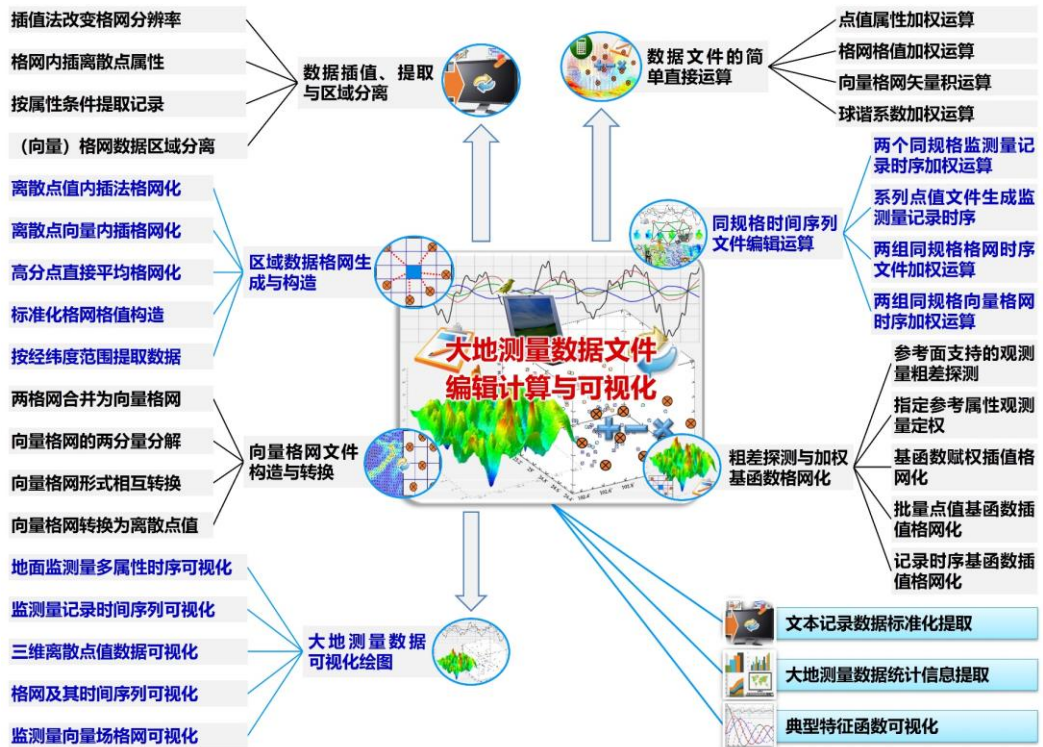 插值法改变格网分辨率
格网内插离散点属性
按属性条件提取记录
（向量）格网数据区域分离
数据插值、提取
与区域分离
数据文件的简
单直接运算
点值属性加权运算
格网格值加权运算
向量格网矢量积运算
球谐系数加权运算
离散点值内插法格网化
离散点向量内插格网化
高分点直接平均格网化
标准化格网格值构造
按经纬度范围提取数据
区域数据格网生
成与构造
同规格时间序列
文件编辑运算
两个同规格监测量记
录时序加权运算
系列点值文件生成监
测量记录时序
两组同规格格网时序
文件加权运算
两组同规格向量格网
时序加权运算
大地测量数据文件
编辑计算与可视化
两格网合并为向量格网
向量格网的两分量分解
向量格网形式相互转换
向量格网转换为离散点值
向量格网文件
构造与转换
粗差探测与加权
基函数格网化
参考面支持的观测
量粗差探测
指定参考属性观测
量定权
基函数赋权插值格
网化
批量点值基函数插
值格网化
记录时序基函数插
值格网化
地面监测量多属性时序可视化
监测量记录时间序列可视化
三维离散点值数据可视化
格网及其时间序列可视化
监测量向量场格网可视化
大地测量数据
可视化绘图
文本记录数据标准化提取
大地测量数据统计信息提取
典型特征函数可视化